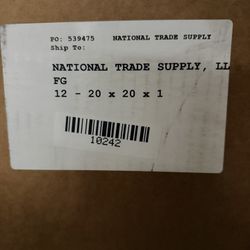 PO: 539475 NATIONAL TRADE SUPPLY
Ship To:
NATIONAL TRADE SUPPLY, LL
FG
12 - 20 x 20 x 1
10242